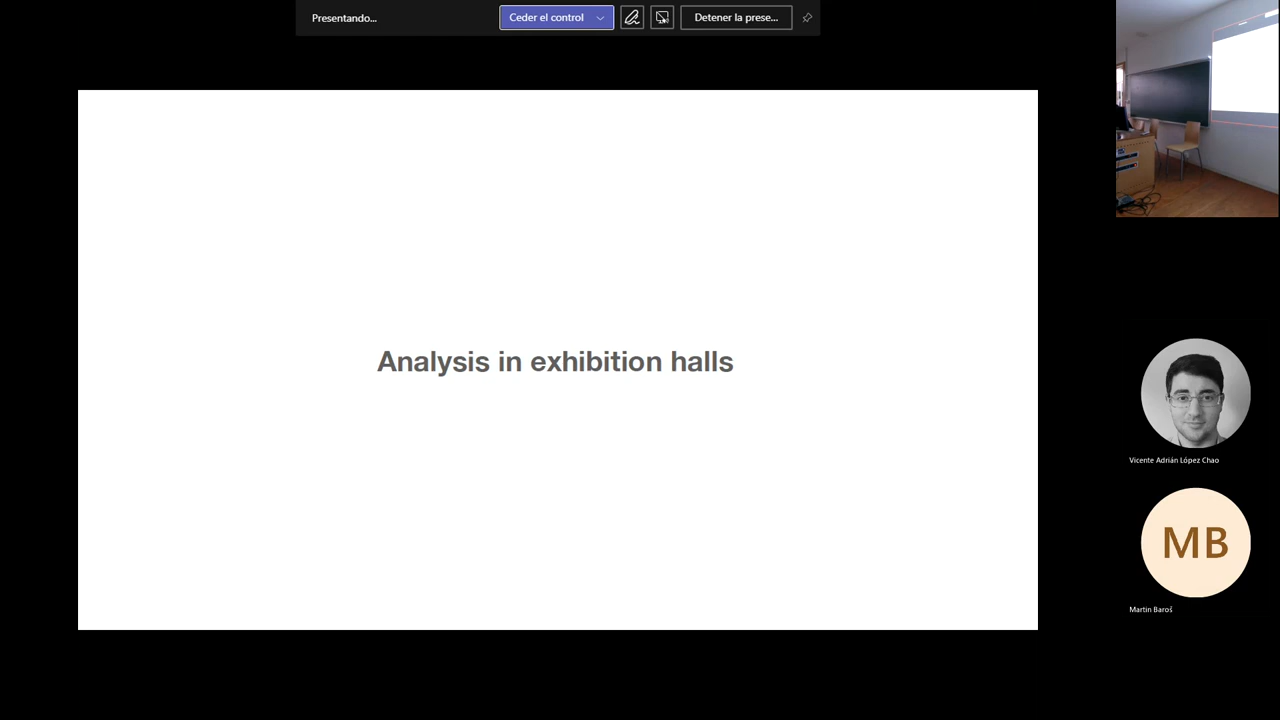 Presentando...
Ceder el control
Detener la prese...
Analysis in exhibition halls
Vicente Adrián López Chao
MB
Martin Baroš